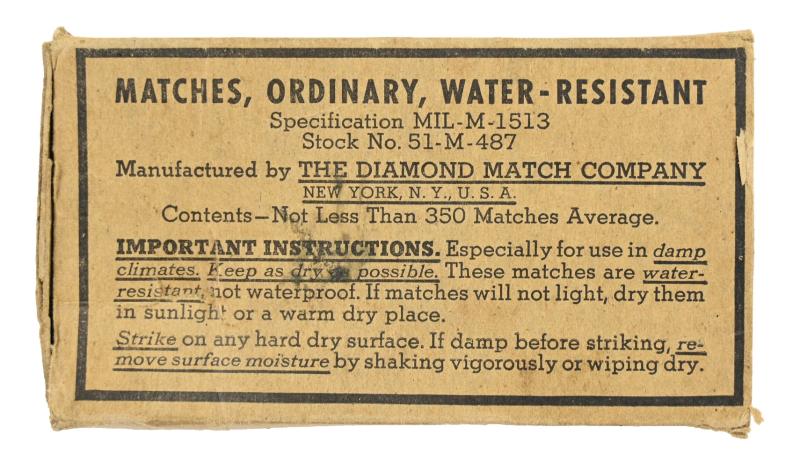 MATCHES, ORDINARY, WATER-RESISTANT
Specification MIL-M-1513
Stock No. 51-M-487
Manufactured by THE DIAMOND MATCH COMPANY
NEW YORK, N. Y., U. S. A.
Contents—Not Less Than 350 Matches Average.
IMPORTANT INSTRUCTIONS. Especially for use in damp
climates. Keep as dry as possible. These matches are water-
resistant, not waterproof. If matches will not light, dry them
in sunlight or a warm dry place.
Strike on any hard dry surface. If damp before striking, re-
move surface moisture by shaking vigorously or wiping dry.